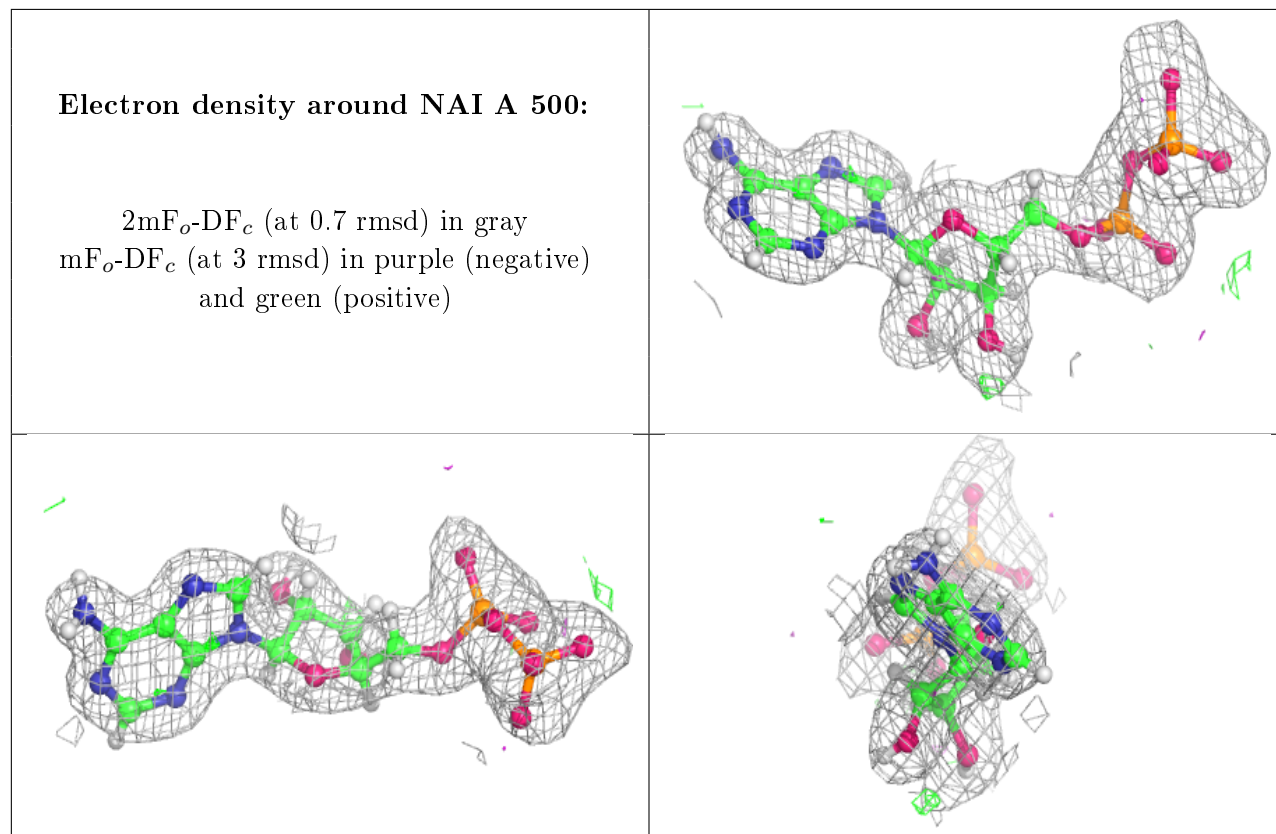 Electron density around NAI A 500:
2mFo-DFc (at 0.7 rmsd) in gray
mFo-DFc (at 3 rmsd) in purple (negative)
and green (positive)